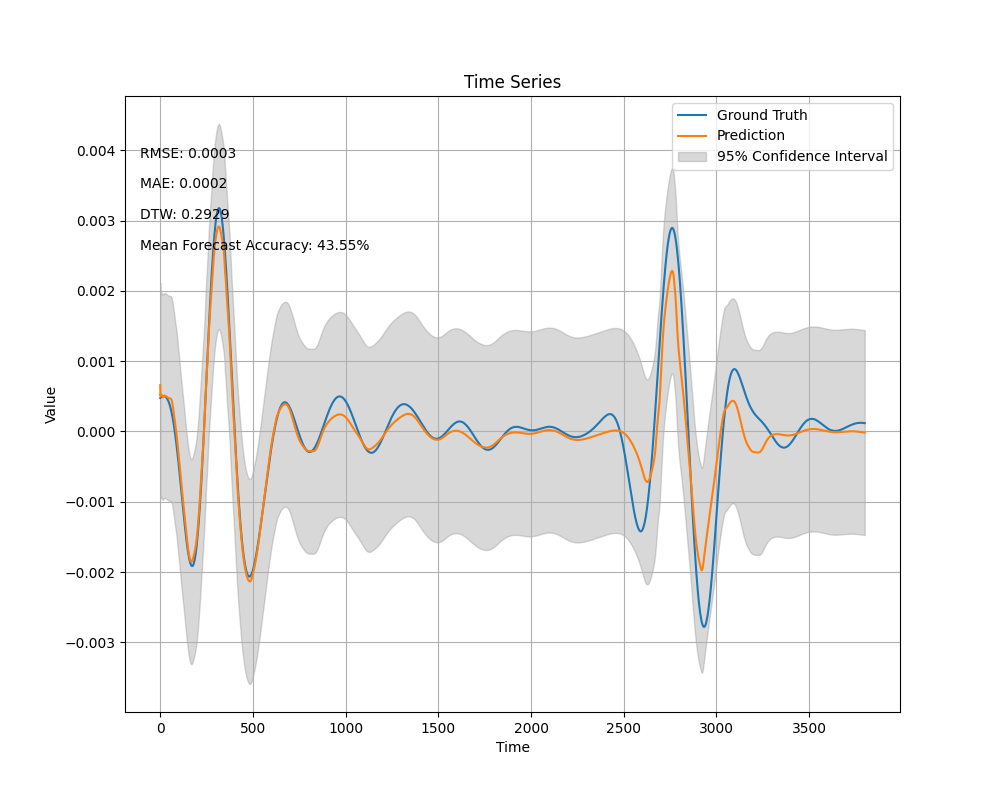 Time Series
Ground Truth
Prediction
95% Confidence Interval
RMSE: 0.0003
MAE: 0.0002
DTW: 0.2929
Mean Forecast Accuracy: 43.55%
Value
0.004
0.003
0.002
0.001
0.000
−0.001
−0.002
−0.003
0 500 1000 1500 2000 2500 3000 3500
Time